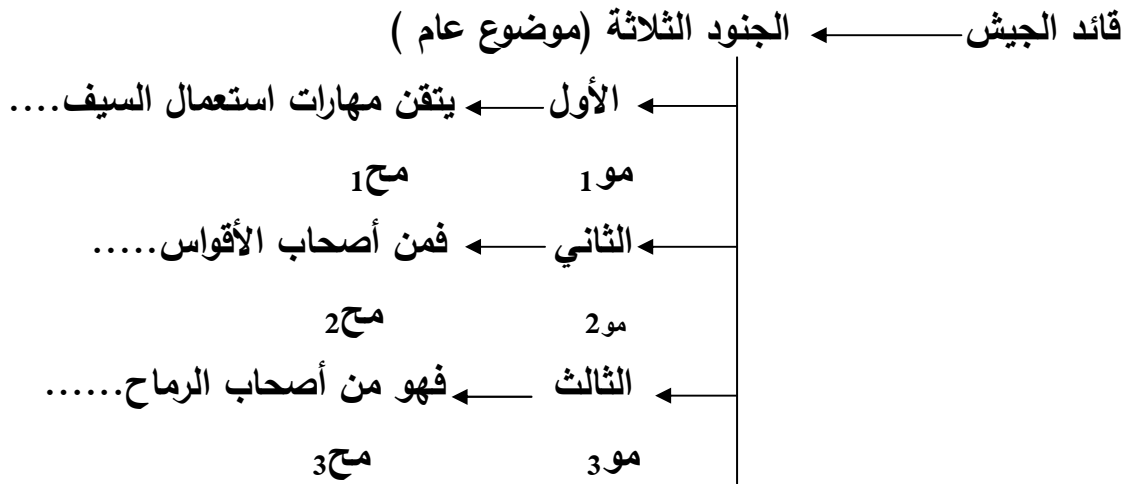 قائد الجيش الجنود الثلاثة (موضوع عام )
الأول يتقن مهارات استعمال السيف....
مو1 مح1
الثاني فمن أصحاب الأقواس.....
مو2 مح2
الثالث فهو من أصحاب الرماح......
مو3 مح3